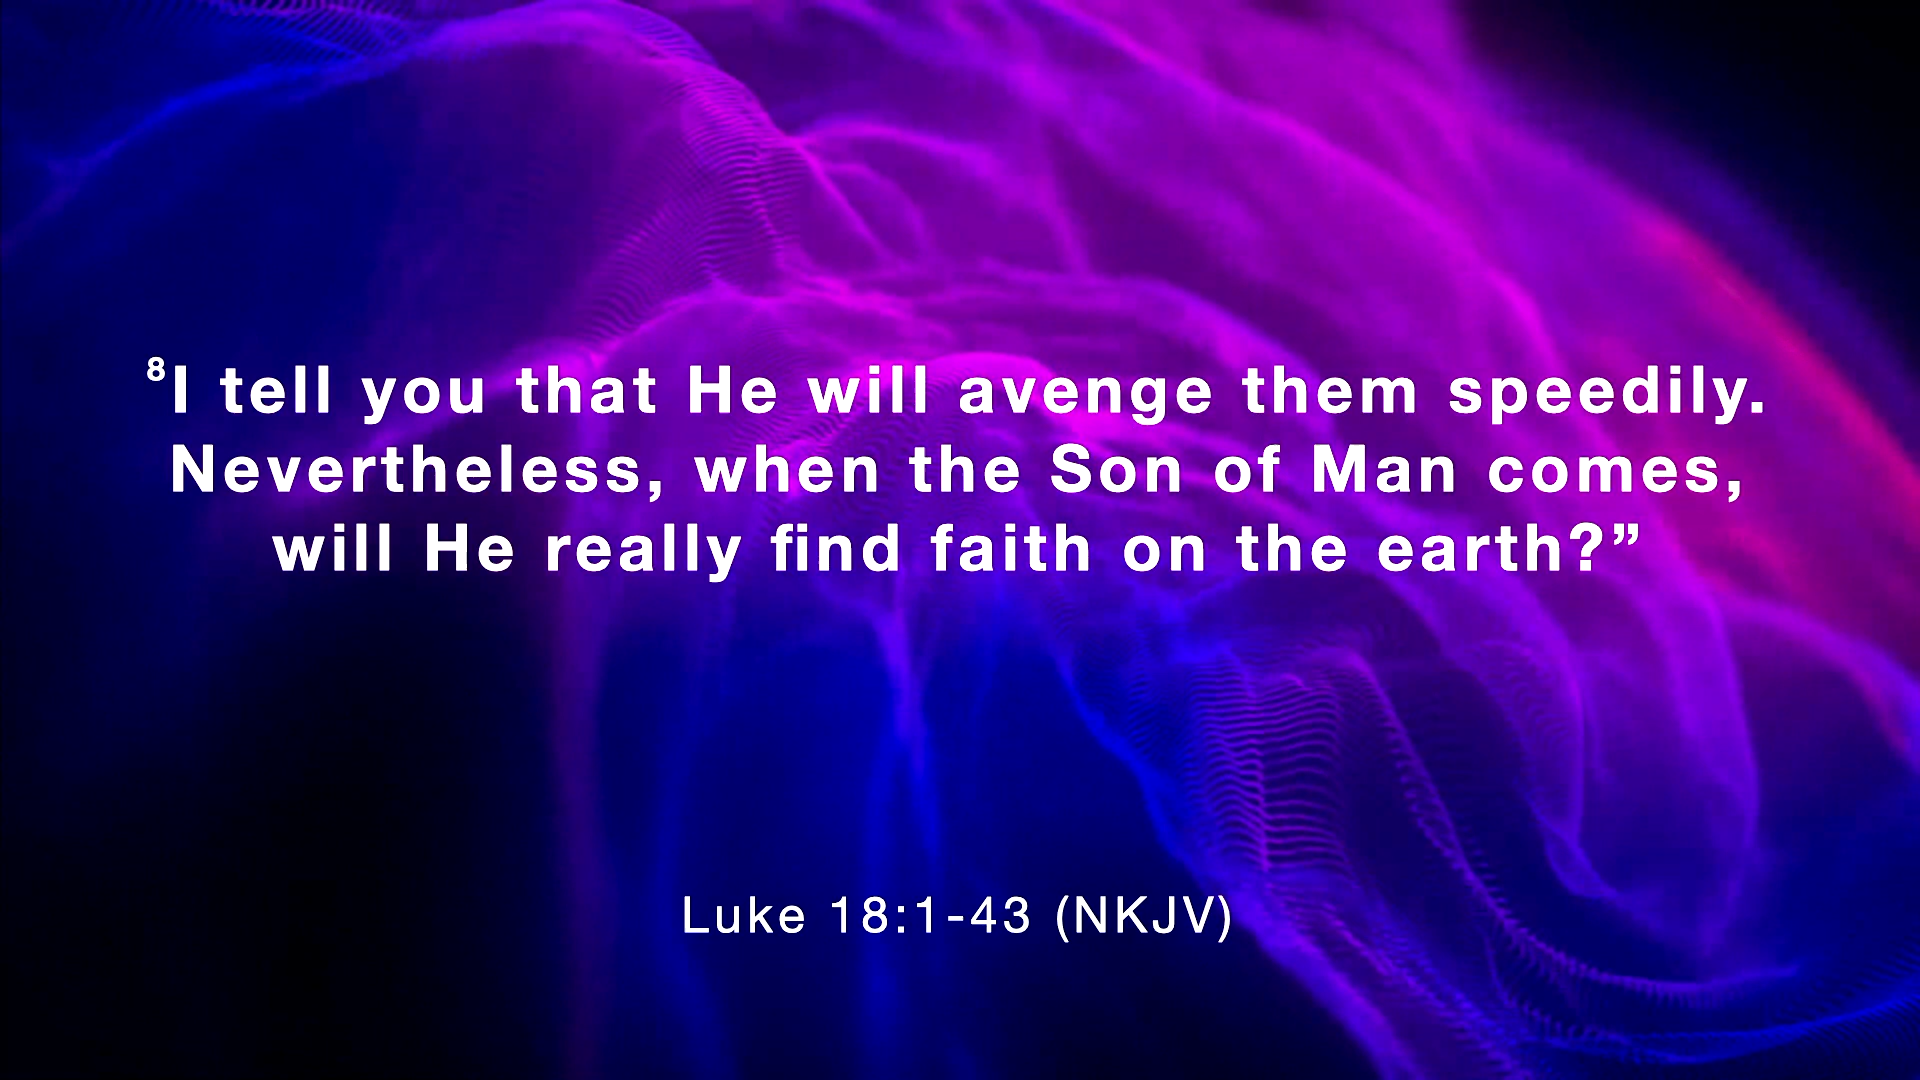 ⁸I tell you that He will avenge them speedily.
Nevertheless, when the Son of Man comes,
will He really find faith on the earth?”
Luke 18:1-43 (NKJV)